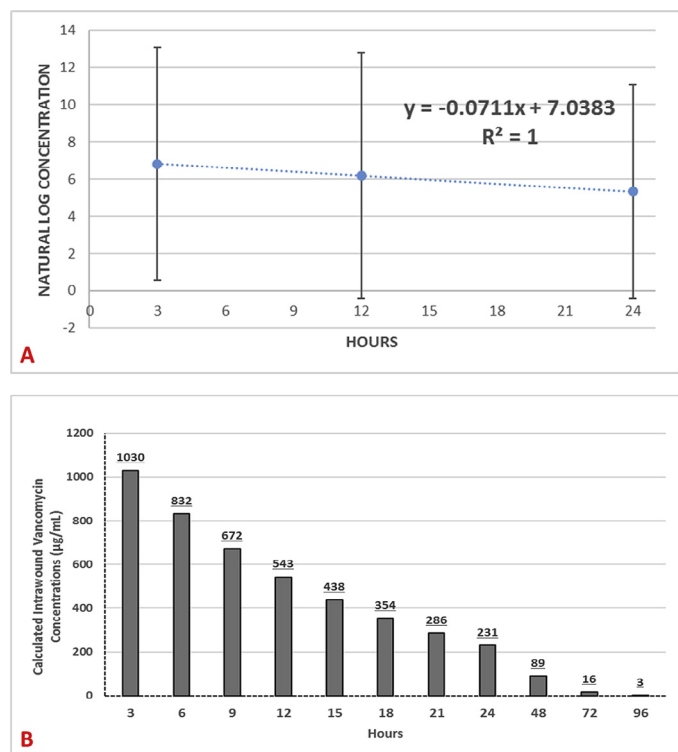 14
12
10
8
6
4
2
0
-2
NATURAL LOG CONCENTRATION
y = -0.0711x + 7.0383
R² = 1
0 3 6 9 12 15 18 21 24
HOURS
A
1200
1000
800
600
400
200
0
Calculated Intrawound Vancomycin
Concentrations (µg/mL)
1030
832
672
543
438
354
286
231
89
16
3
3 6 9 12 15 18 21 24 48 72 96
Hours
B